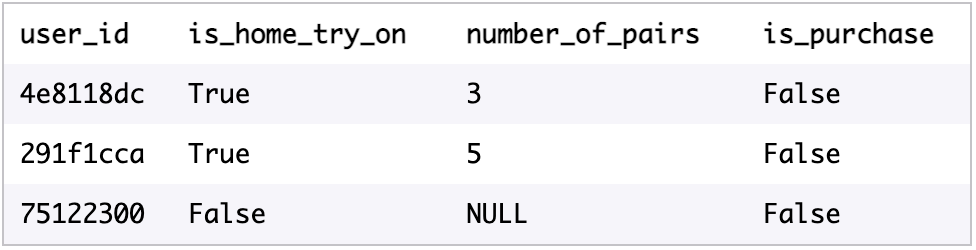 user_id is_home_try_on number_of_pairs is_purchase
4e8118dc True 3 False
291f1cca True 5 False
75122300 False NULL False